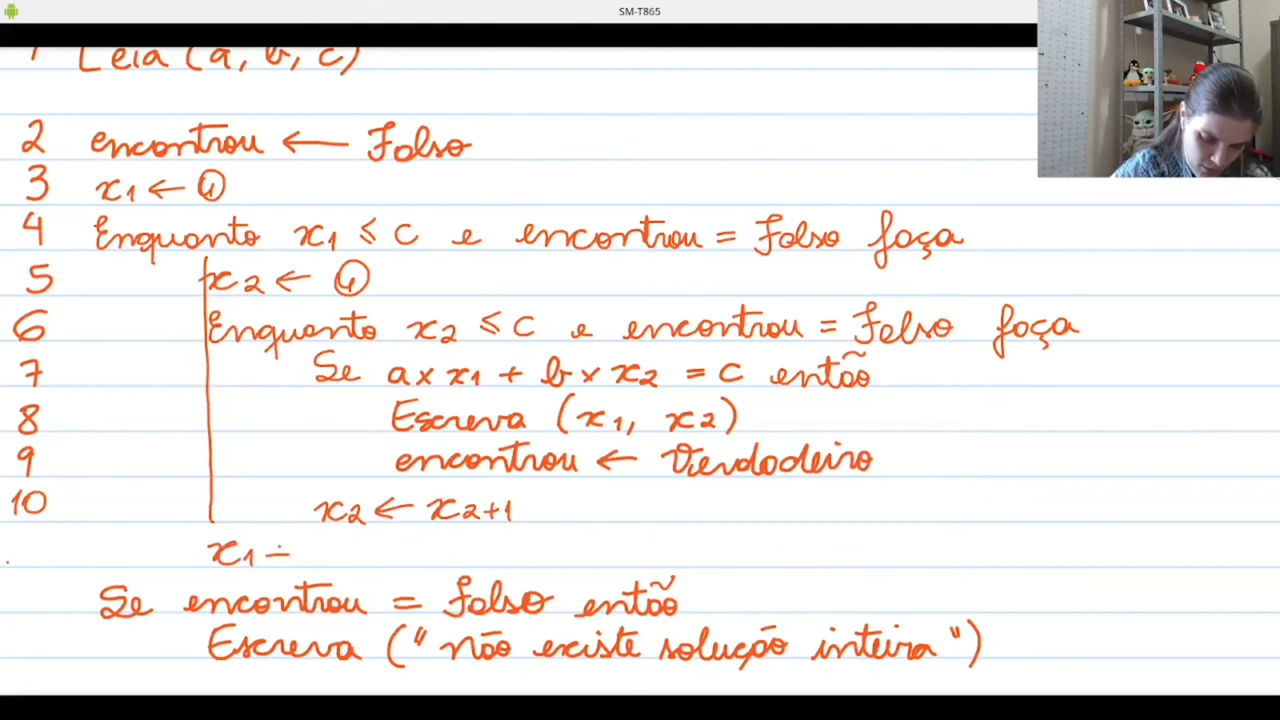 SM-T865
1 Leia (a, b, c)
2 encontrou ← Falso
3 x1 ← 1
4 Enquanto x1 ≤ c e encontrou = Falso faça
5 x2 ← 1
6 Enquanto x2 ≤ c e encontrou = Falso faça
7 Se a × x1 + b × x2 = c então
8 Escreva (x1, x2)
9 encontrou ← Verdadeiro
10 x2 ← x2+1
x1 ÷
Se encontrou = Falso então
Escreva ("não existe solução inteira")